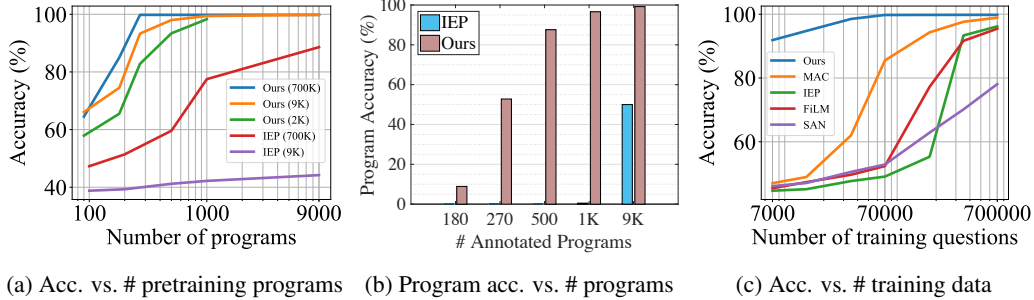 Accuracy (%)
100
80
60
40
Ours (700K)
Ours (9K)
Ours (2K)
IEP (700K)
IEP (9K)
100 1000 9000
Number of programs
(a) Acc. vs. # pretraining programs
Program Accuracy (%)
100
80
60
40
20
0
IEP
Ours
180 270 500 1K 9K
# Annotated Programs
(b) Program acc. vs. # programs
Accuracy (%)
100
80
60
Ours
MAC
IEP
FiLM
SAN
7000 70000 700000
Number of training questions
(c) Acc. vs. # training data